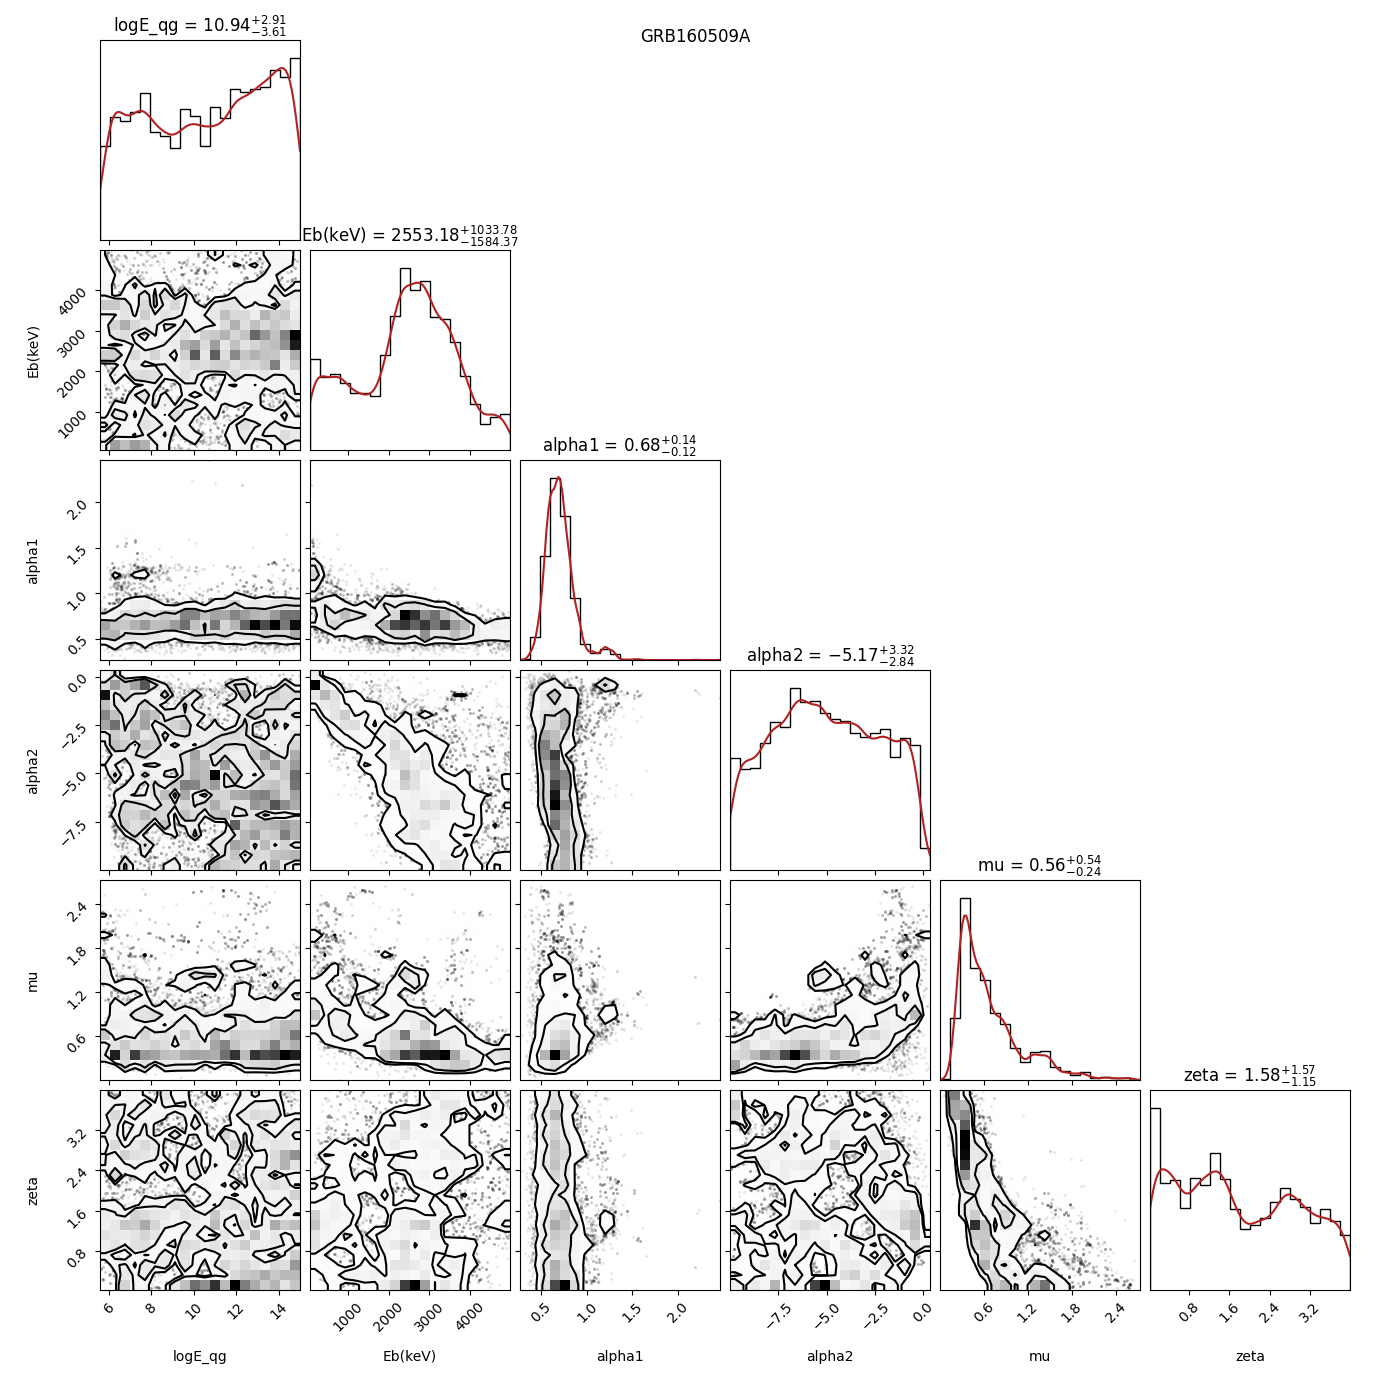 logE_qg = 10.94+2.91−3.61
GRB160509A
Eb(keV) = 2553.18+1033.78−1584.37
4000
3000
2000
1000
Eb(keV)
alpha1 = 0.68+0.14−0.12
2.0
1.5
1.0
0.5
alpha1
alpha2 = −5.17+3.32−2.84
0.0
−2.5
−5.0
−7.5
alpha2
mu = 0.56+0.54−0.24
2.4
1.8
1.2
0.6
mu
zeta = 1.58+1.57−1.15
3.2
2.4
1.6
0.8
zeta
6 8 10 12 14
1000 2000 3000 4000
0.5 1.0 1.5 2.0
−7.5 −5.0 −2.5 0.0
0.6 1.2 1.8 2.4
0.8 1.6 2.4 3.2
logE_qg Eb(keV) alpha1 alpha2 mu zeta